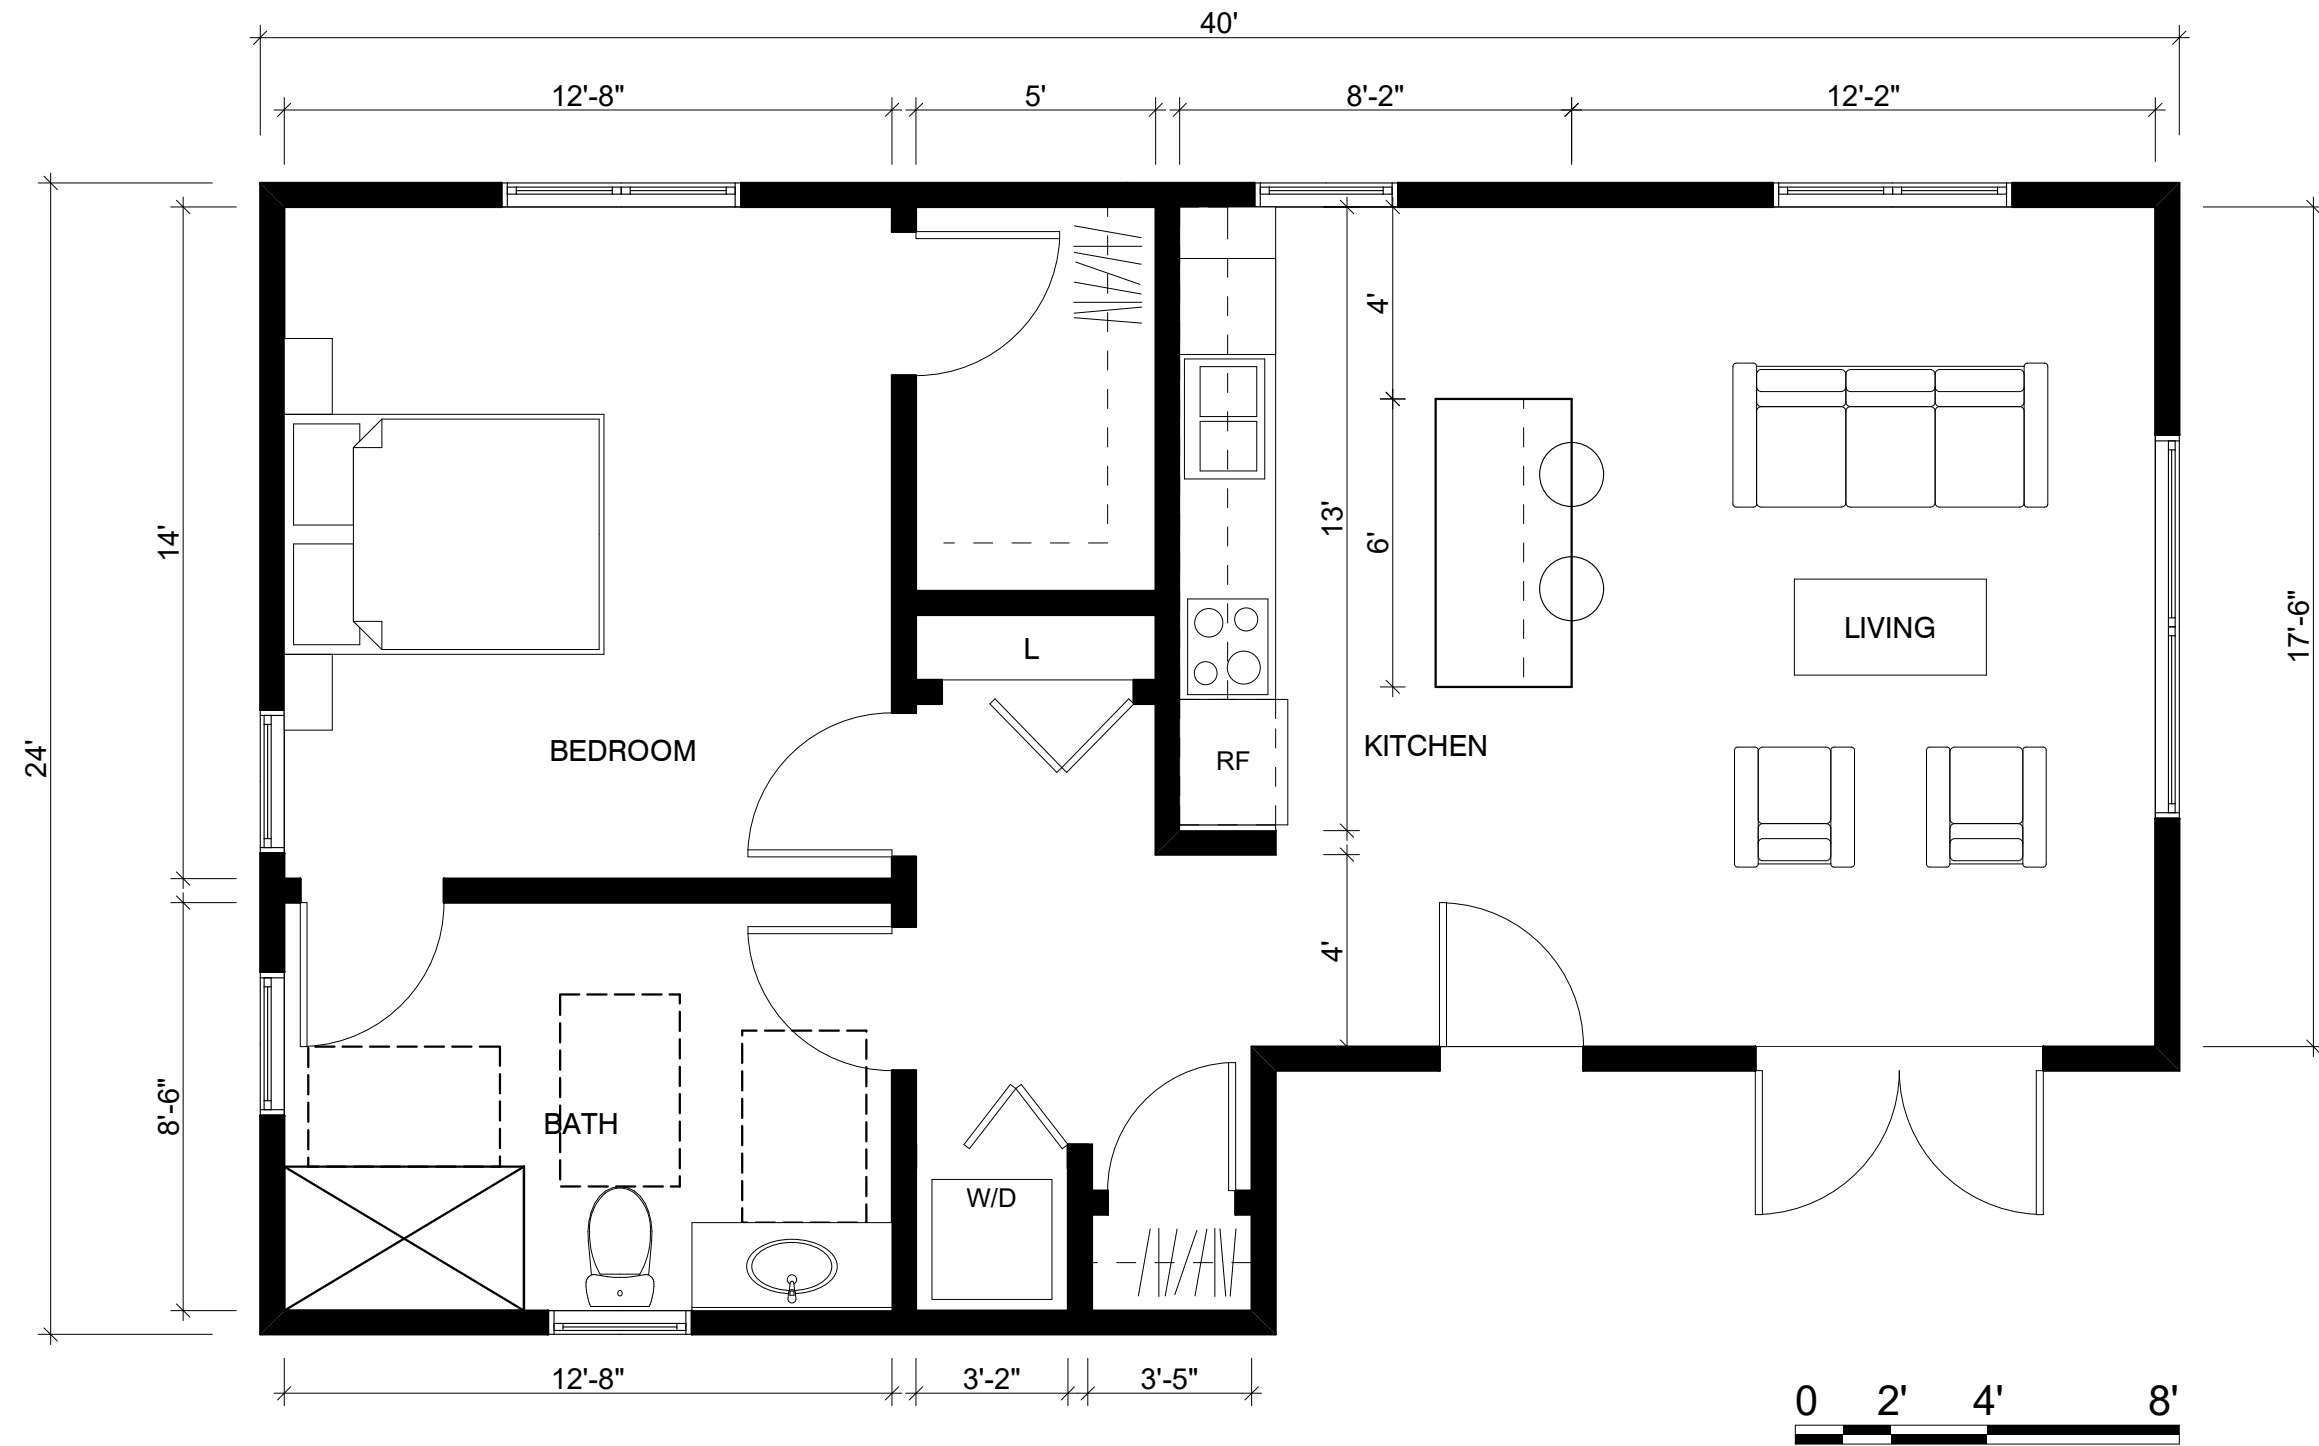 40'
12'-8"
5'
8'-2"
12'-2"
4'
13'
6'
14'
17'-6"
LIVING
L
BEDROOM
KITCHEN
RF
24'
4'
8'-6"
BATH
W/D
12'-8"
3'-2"
3'-5"
0 2' 4' 8'